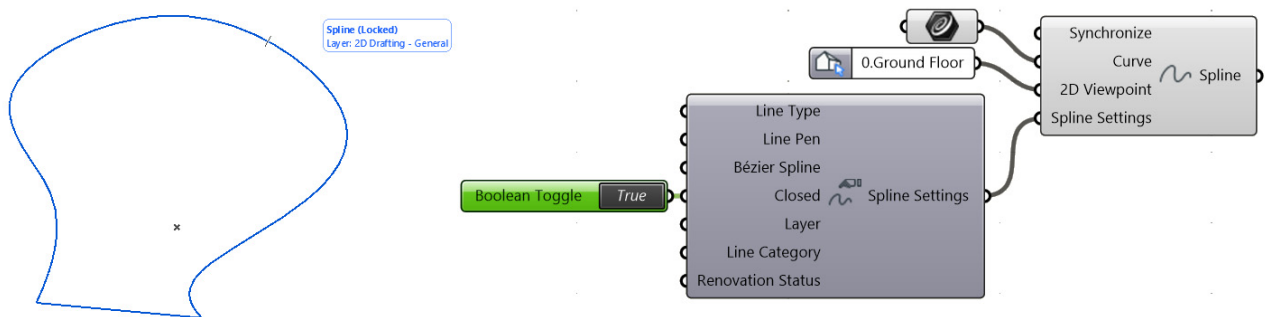 Spline (Locked)
Layer: 2D Drafting - General
0.Ground Floor
Synchronize
Curve
2D Viewpoint
Spline Settings
Spline
Boolean Toggle
True
Line Type
Line Pen
Bézier Spline
Closed
Layer
Line Category
Renovation Status
Spline Settings